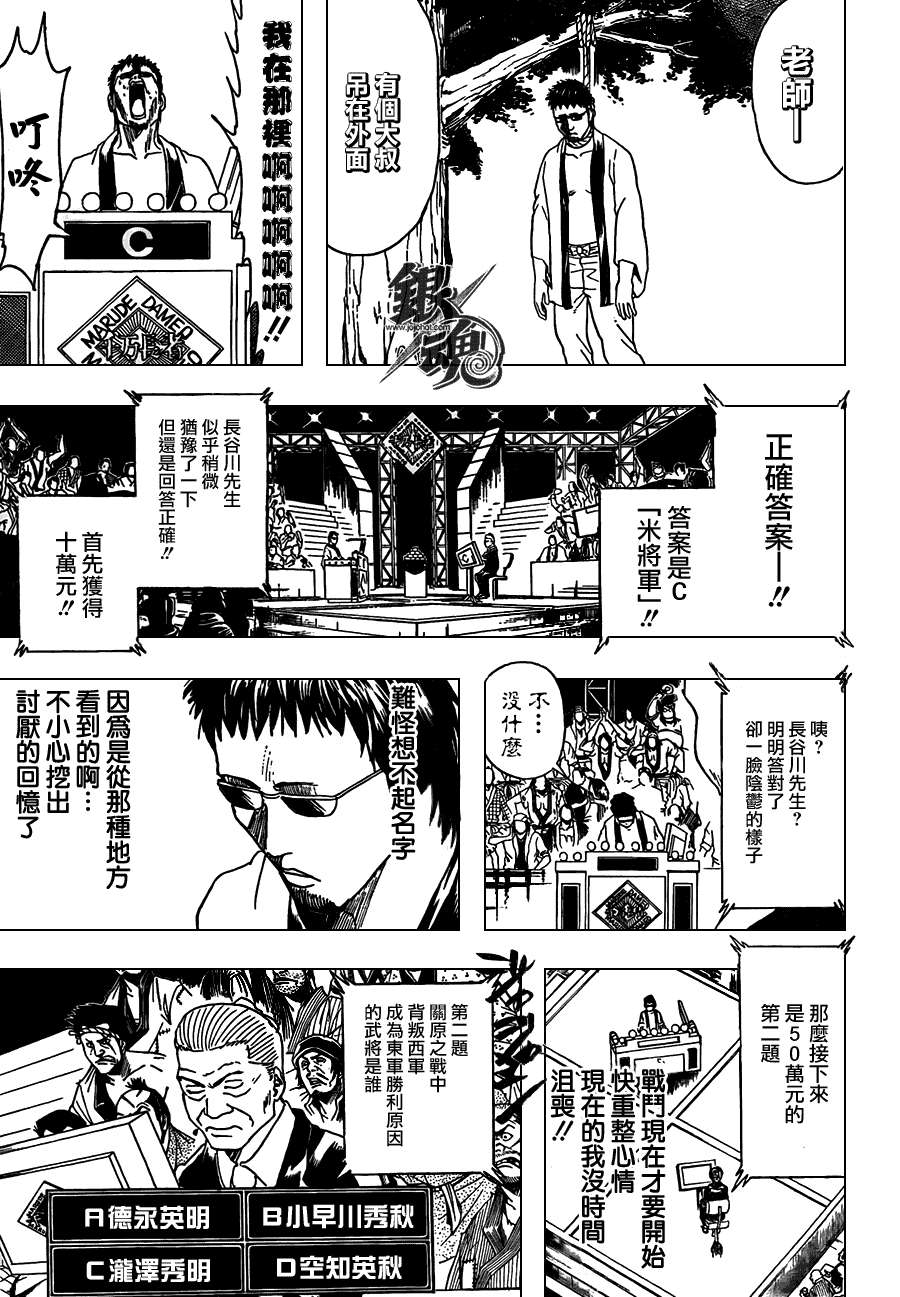 老師—
有個大叔
吊在外面
我在那裡啊啊啊啊啊!!
叮咚
C
MARUDE DAMEO
銀魂
www.jojohot.com
正確答案—!!
答案是C
「米將軍」!!
長谷川先生
似乎稍微
猶豫了一下
但還是回答正確!!
首先獲得
十萬元!!
咦?
長谷川先生?
明明答對了
卻一臉陰鬱的樣子
不…
沒什麼
難怪想不起名字
因為是從那種地方
看到的啊…
不小心挖出
討厭的回憶了
那麼接下來
是50萬元的
第二題
戰鬥現在才要開始
快重整心情
現在的我沒時間
沮喪!!
第二題
關原之戰中
背叛西軍
成為東軍勝利原因
的武將是誰
A德永英明
B小早川秀秋
C瀧澤秀明
D空知英秋